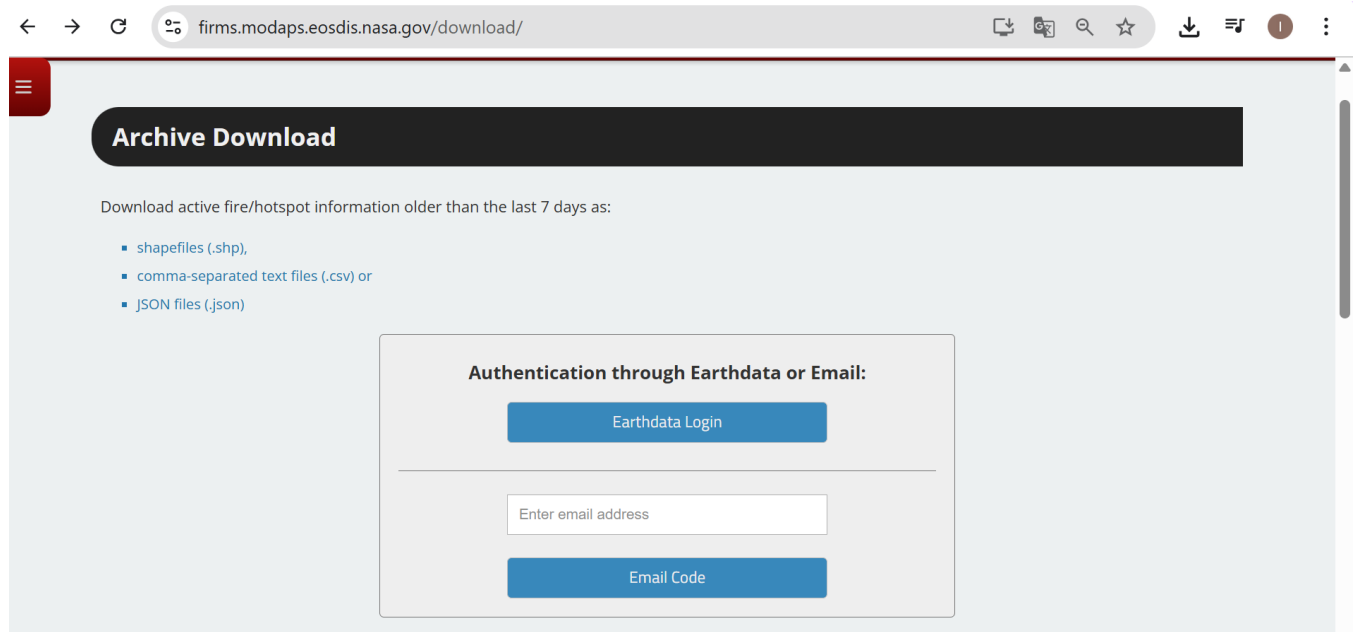 firms.modaps.eosdis.nasa.gov/download/
I
Archive Download
Download active fire/hotspot information older than the last 7 days as:
shapefiles (.shp),
comma-separated text files (.csv) or
JSON files (.json)
Authentication through Earthdata or Email:
Earthdata Login
Enter email address
Email Code